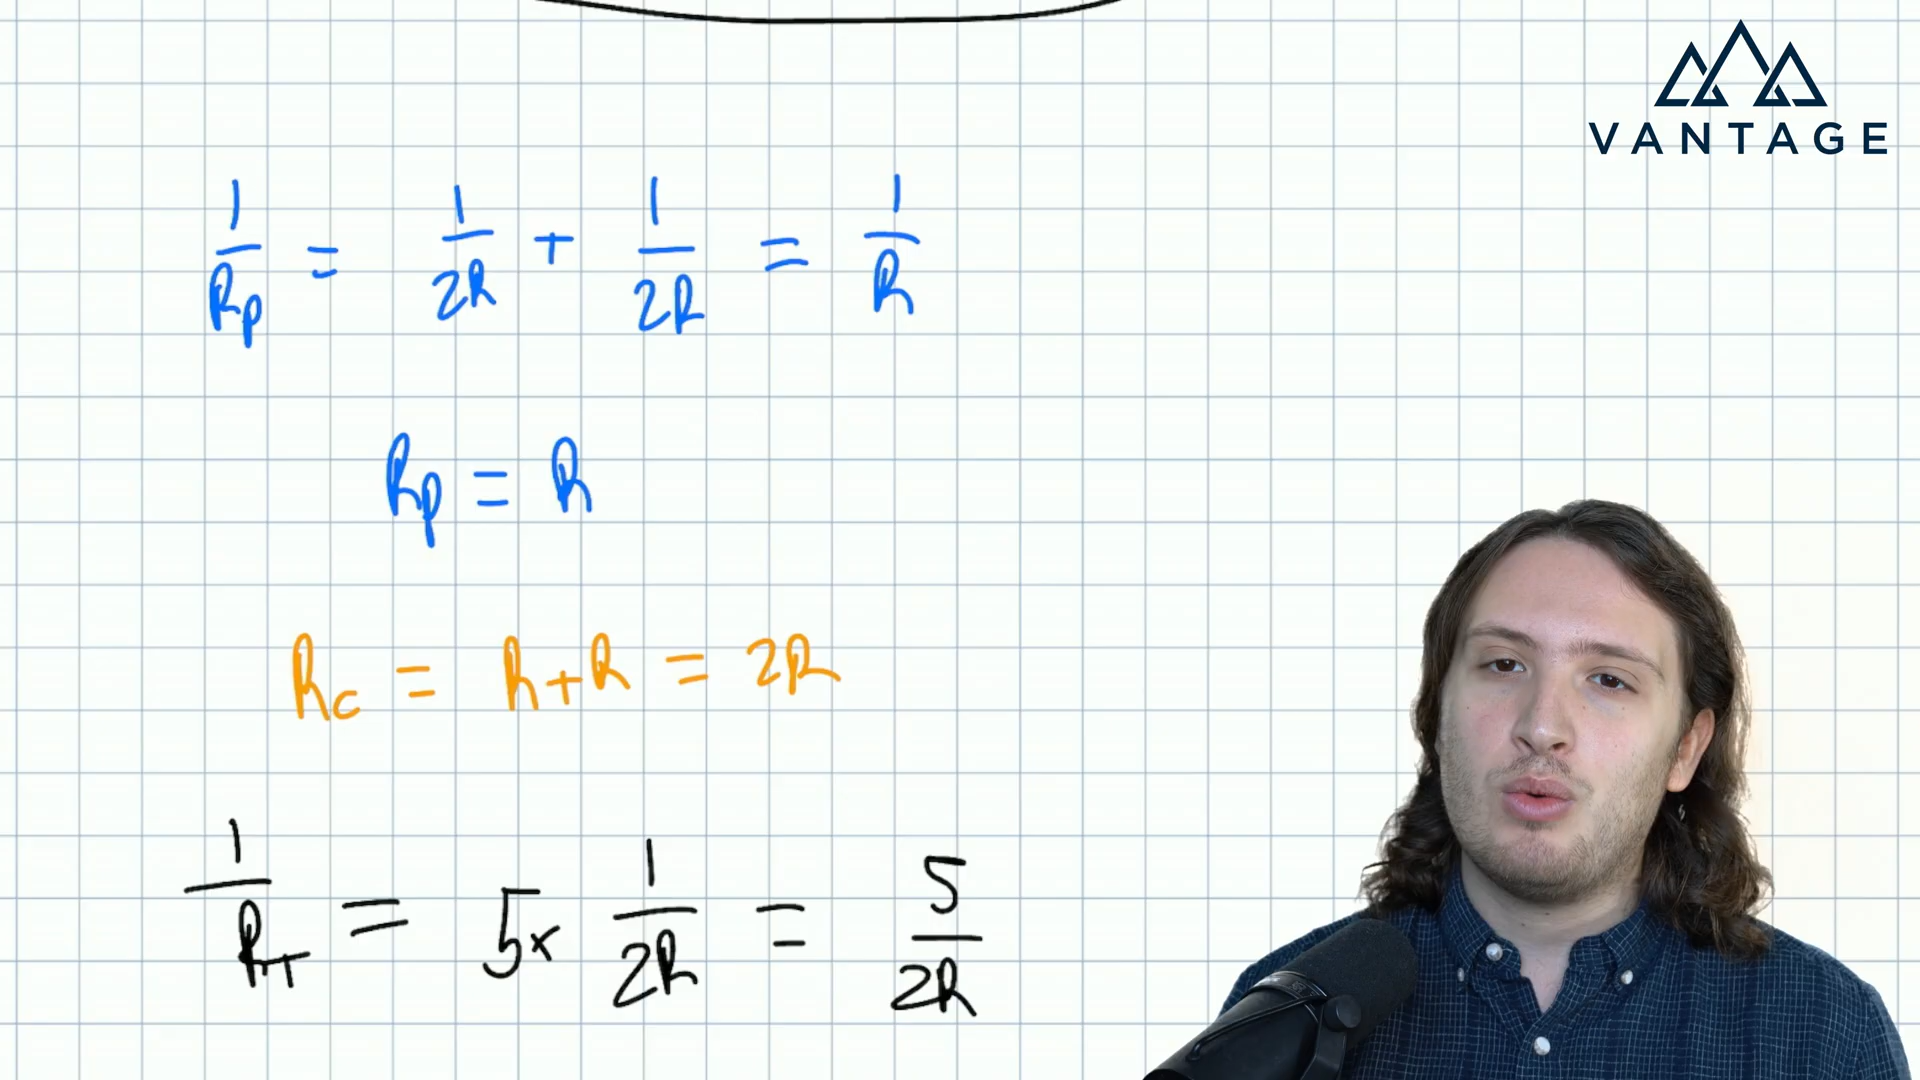 VANTAGE
1/Rp = 1/2R + 1/2R = 1/R
Rp = R
Rc = R+R = 2R
1/RT = 5x 1/2R = 5/2R